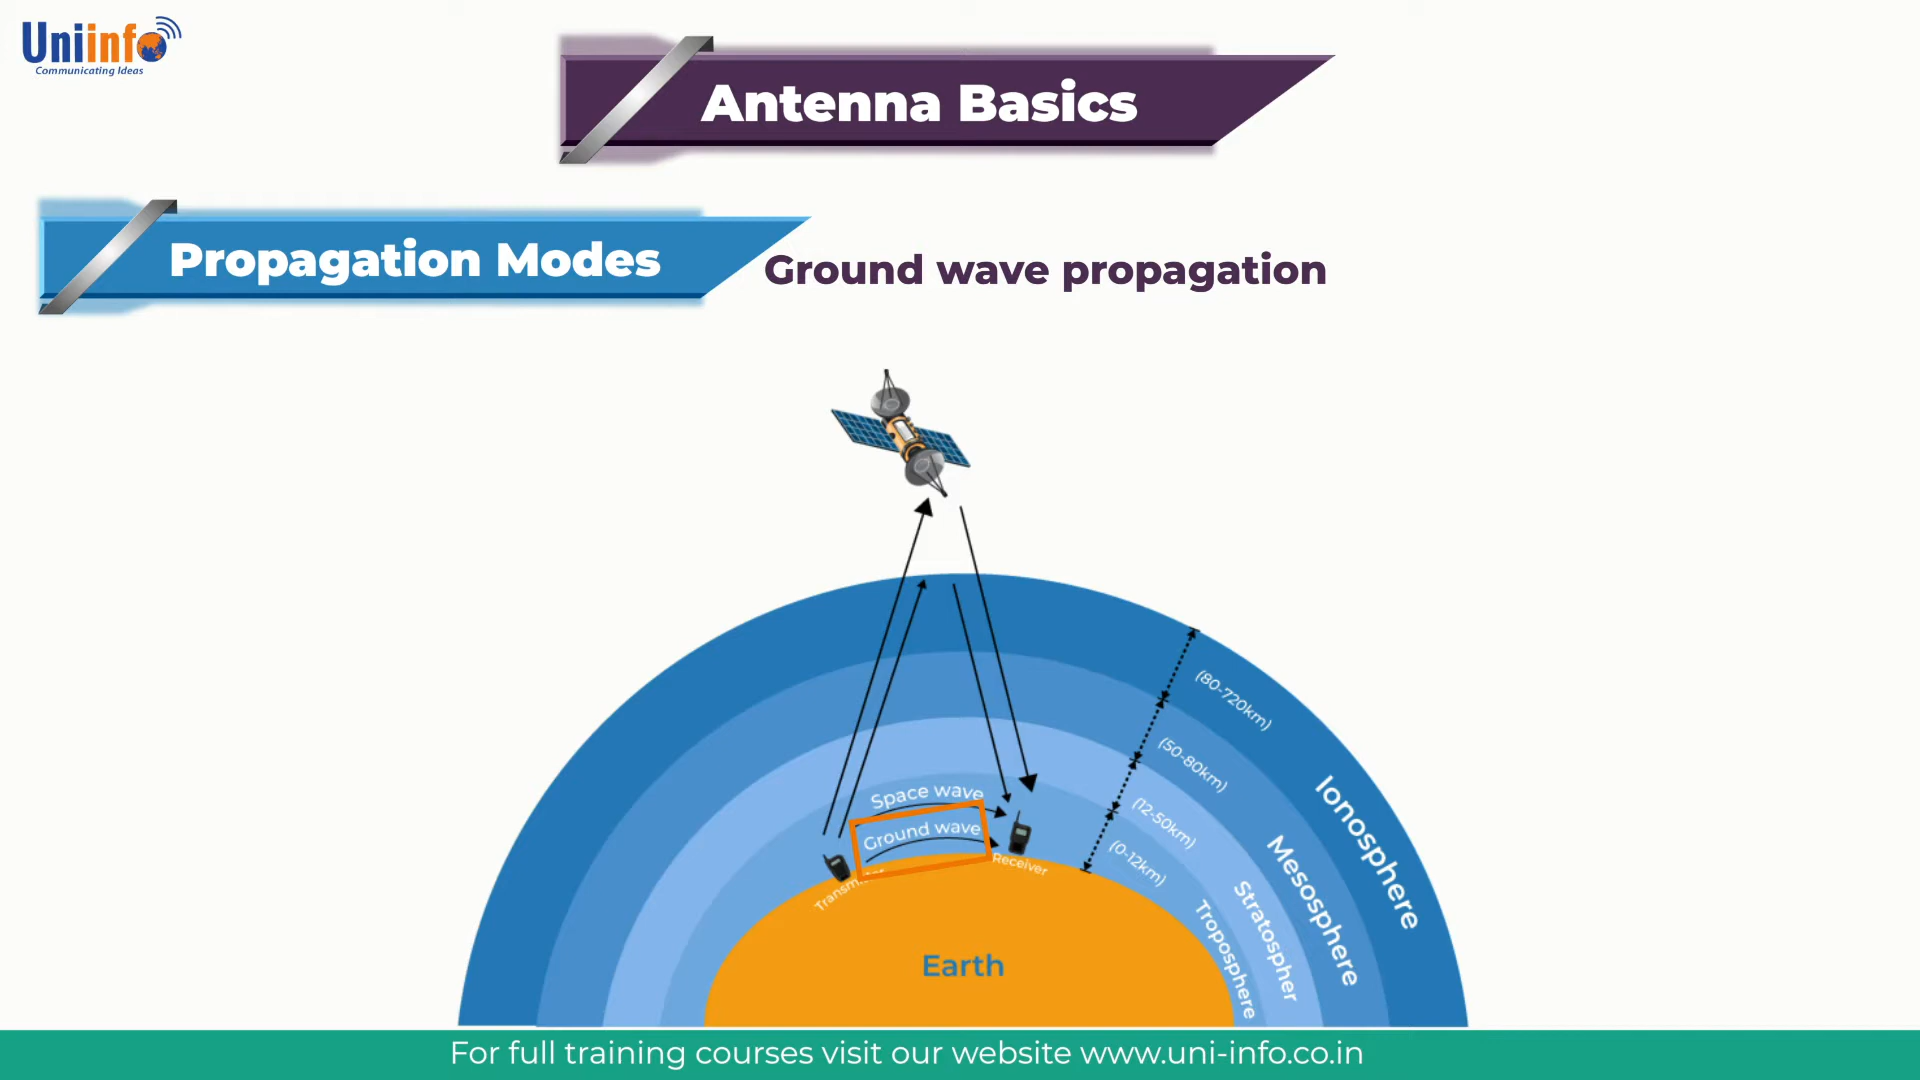 Uniinfo
Communicating Ideas
Antenna Basics
Propagation Modes
Ground wave propagation
(80-720km)
(50-80km)
(12-50km)
(0-12km)
Space wave
Ground wave
Receiver
Ionosphere
Mesosphere
Stratospher
Troposphere
Earth
For full training courses visit our website www.uni-info.co.in